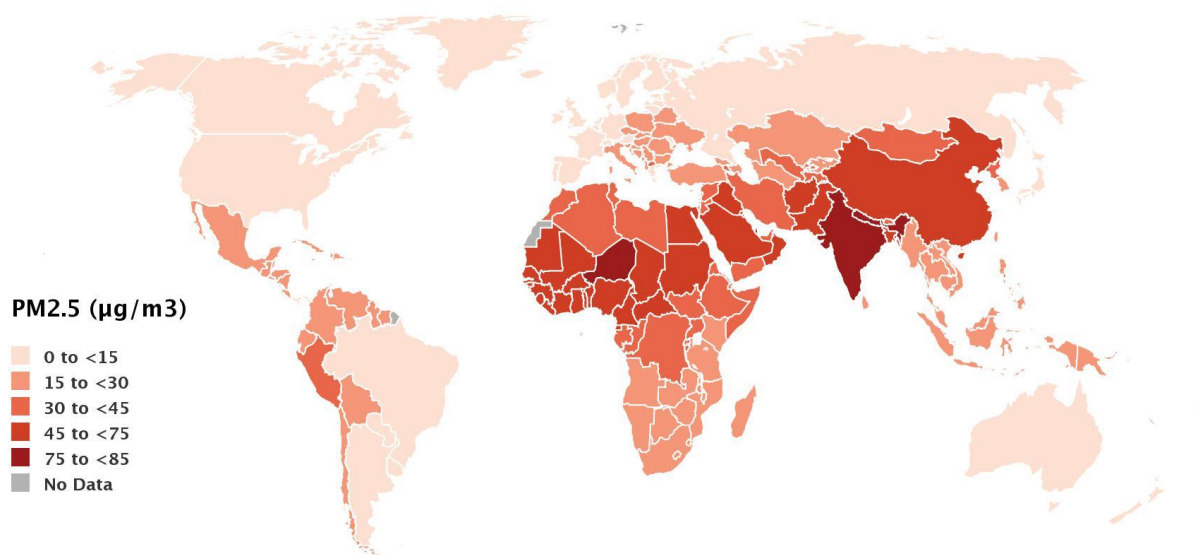 PM2.5 (µg/m3)
0 to <15
15 to <30
30 to <45
45 to <75
75 to <85
No Data